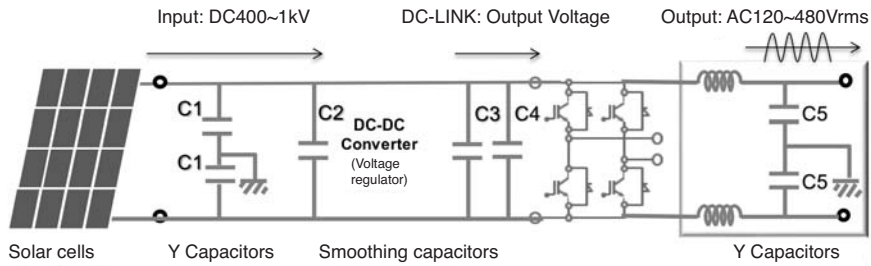 Input: DC400~1kV
DC-LINK: Output Voltage
Output: AC120~480Vrms
C1
C1
C2
DC-DC
Converter
(Voltage
regulator)
C3
C4
C5
C5
Solar cells
Y Capacitors
Smoothing capacitors
Y Capacitors